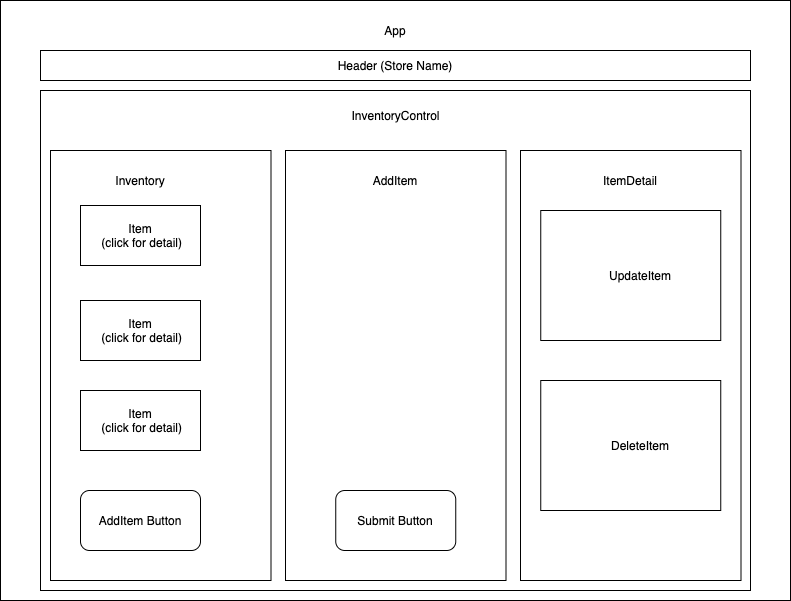 App
Header (Store Name)
InventoryControl
Inventory
Item
(click for detail)
Item
(click for detail)
Item
(click for detail)
AddItem Button
AddItem
Submit Button
ItemDetail
UpdateItem
DeleteItem